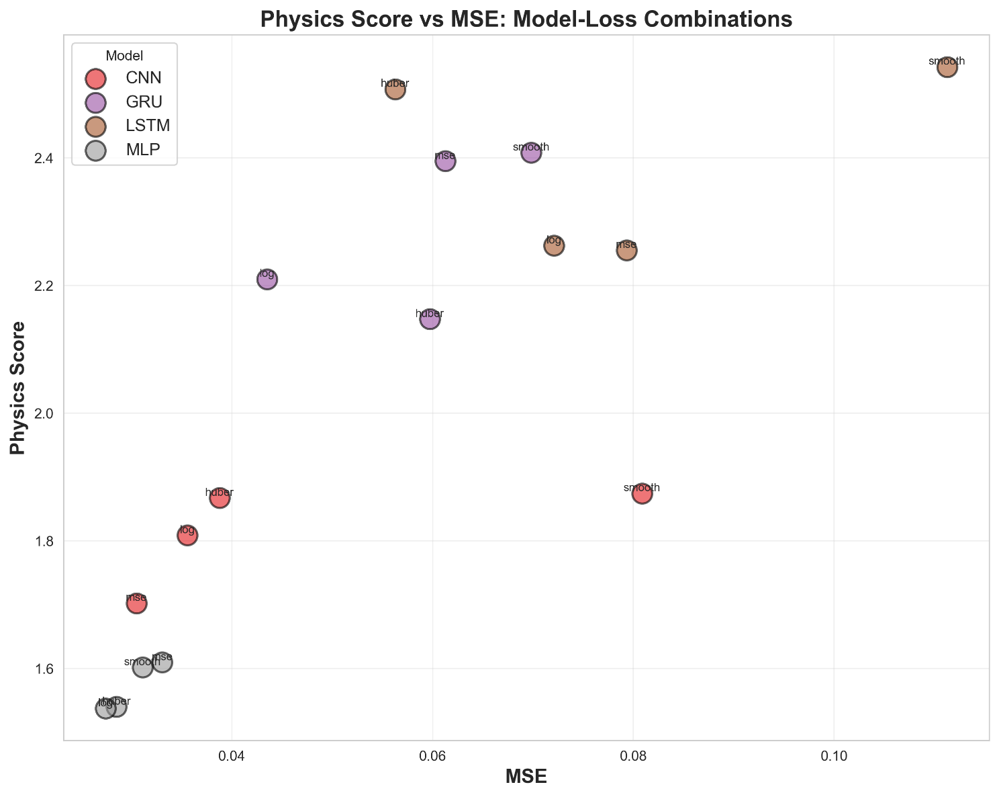 Physics Score vs MSE: Model-Loss Combinations
Model
CNN
GRU
LSTM
MLP
smooth
huber
smooth
mse
log
mse
log
huber
smooth
huber
log
mse
mse
smooth
huber
log
2.4
2.2
2.0
1.8
1.6
Physics Score
0.04
0.06
0.08
0.10
MSE